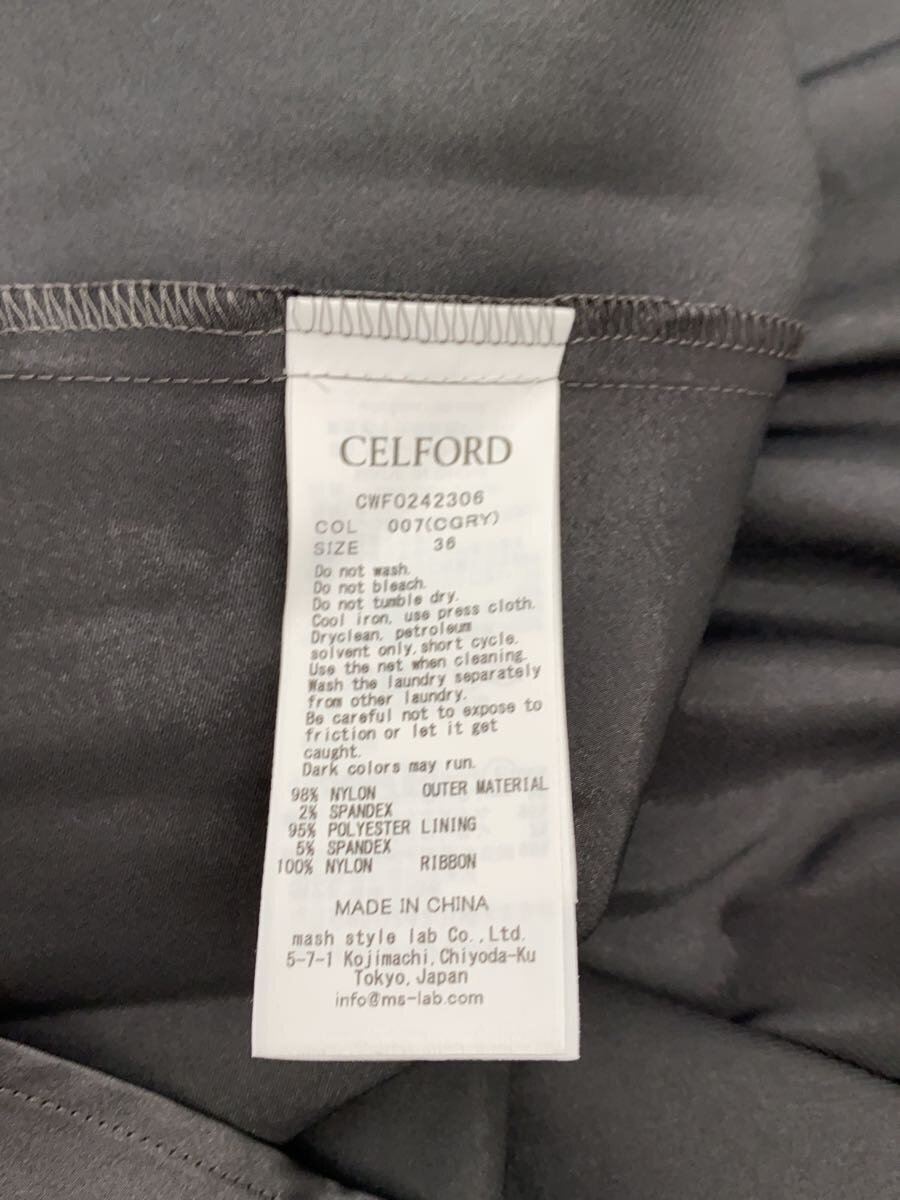 CELFORD
CWFO242306
COL 007(CGRY)
SIZE 36
Do not wash.
Do not bleach.
Do not tumble dry.
Cool iron, use press cloth.
Dryclean, petroleum
solvent only,short cycle.
Use the net when cleaning.
Wash the laundry separately
from other laundry.
Be careful not to expose to
friction or let it get
caught.
Dark colors may run.
98% NYLON OUTER MATERIAL
2% SPANDEX
95% POLYESTER LINING
5% SPANDEX
100% NYLON RIBBON
MADE IN CHINA
mash style lab Co.,Ltd.
5-7-1 Kojimachi,Chiyoda-Ku
Tokyo,Japan
info@ms-lab.com